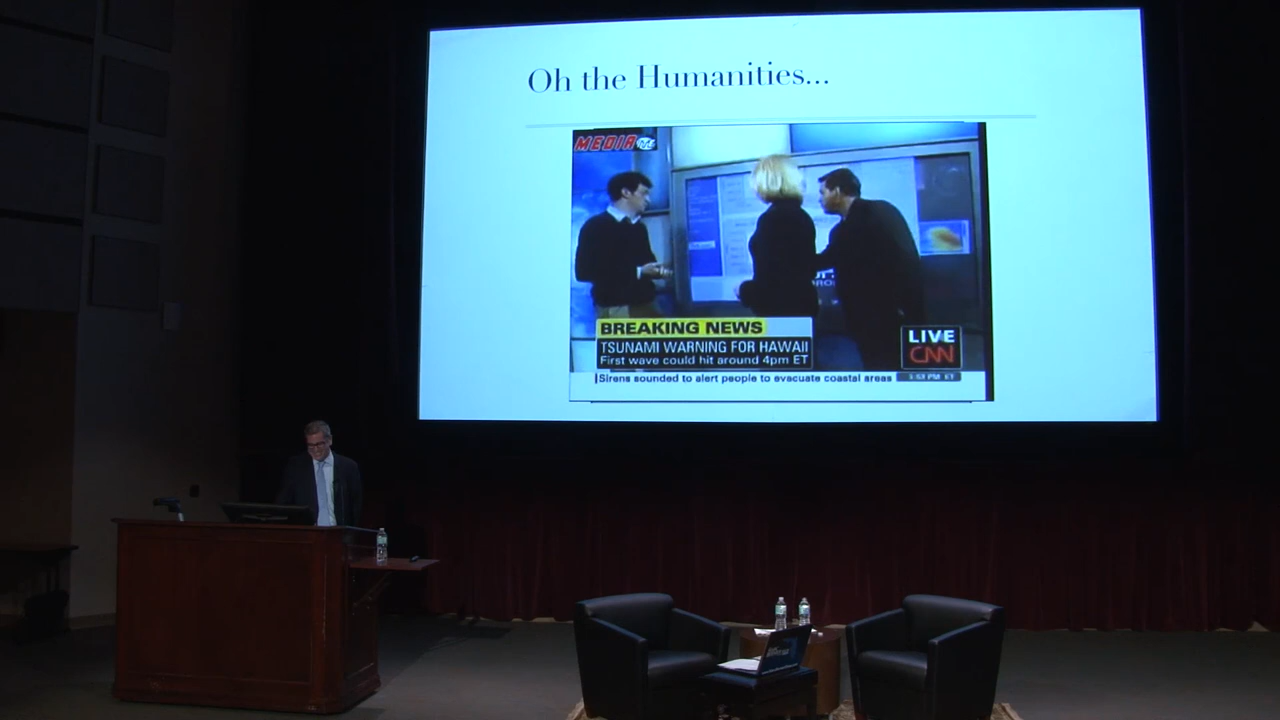 Oh the Humanities...
MEDIAITE
BREAKING NEWS
TSUNAMI WARNING FOR HAWAII
First wave could hit around 4pm ET
LIVE
CNN
Sirens sounded to alert people to evacuate coastal areas